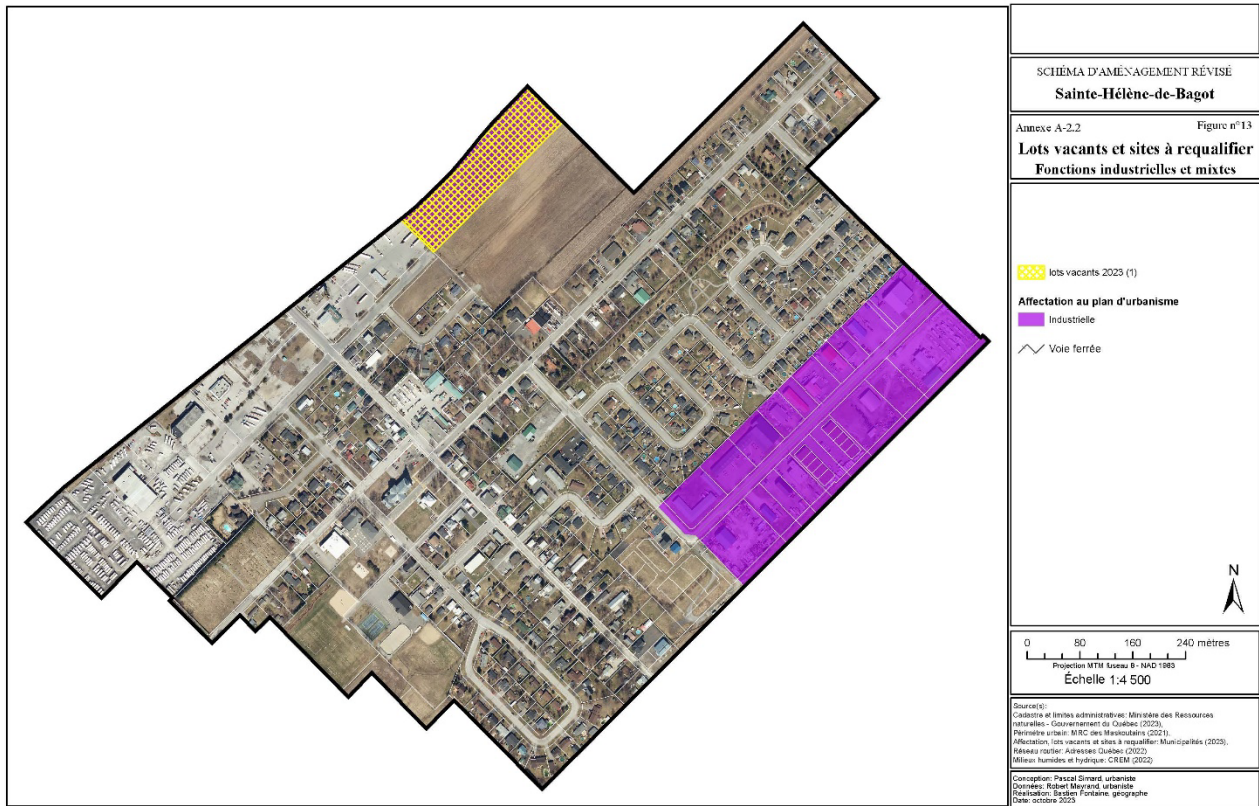 SCHÉMA D'AMÉNAGEMENT RÉVISÉ
Sainte-Hélène-de-Bagot
Annexe A-2.2 Figure n°13
Lots vacants et sites à requalifier
Fonctions industrielles et mixtes
lots vacants 2023 (1)
Affectation au plan d'urbanisme
Industrielle
Voie ferrée
N
0 80 160 240 mètres
Projection MTM fuseau 8 - NAD 1983
Échelle 1:4 500
Source(s):
Cadastre et limites administratives: Ministère des Ressources
naturelles - Gouvernement du Québec (2023),
Périmètre urbain: MRC des Maskoutains (2021),
Affectation, lots vacants et sites à requalifier: Municipalités (2023),
Réseau routier: Adresses Québec (2022)
Milieux humides et hydrique: CREM (2022)
Conception: Pascal Simard, urbaniste
Données: Robert Mayrand, urbaniste
Réalisation: Bastien Fontaine, géographe
Date: octobre 2023